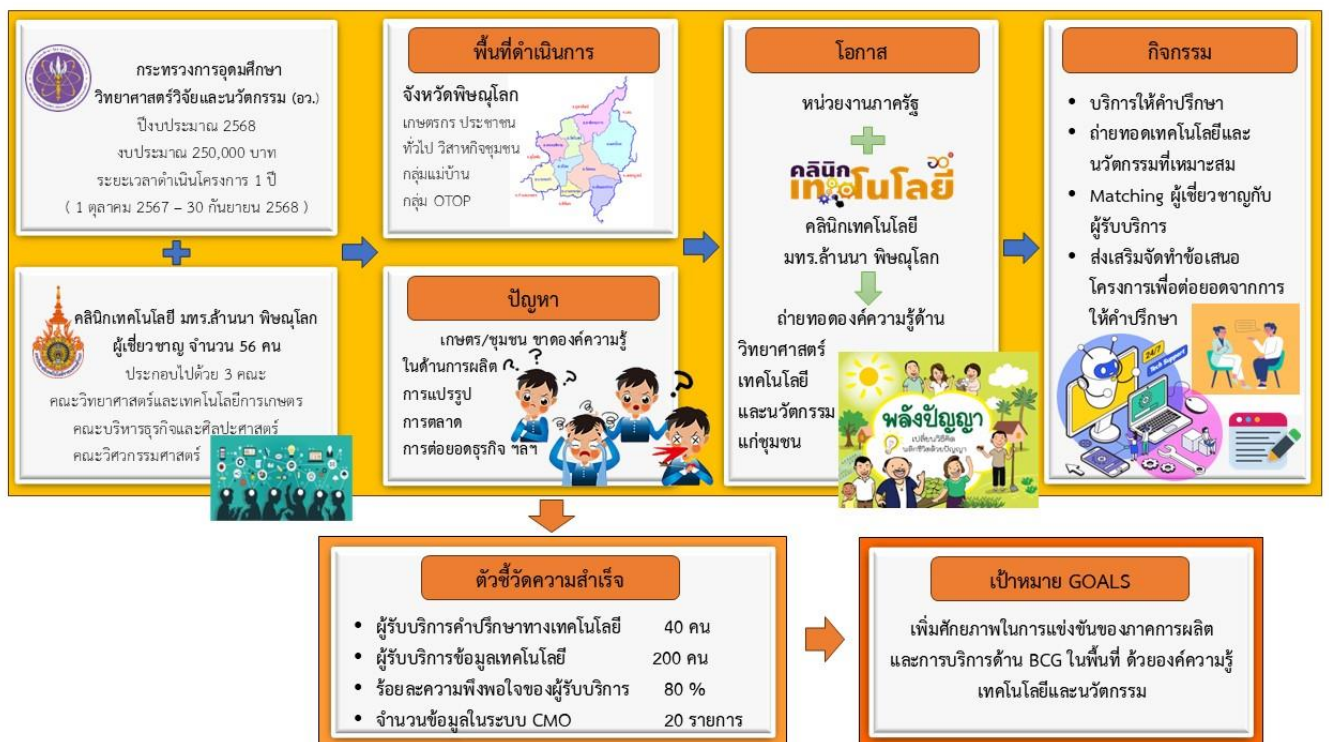 กระทรวงการอุดมศึกษา
วิทยาศาสตร์วิจัยและนวัตกรรม (อว.)
ปีงบประมาณ 2568
งบประมาณ 250,000 บาท
ระยะเวลาดำเนินโครงการ 1 ปี
( 1 ตุลาคม 2567 – 30 กันยายน 2568 )
คลินิกเทคโนโลยี มทร.ล้านนา พิษณุโลก
ผู้เชี่ยวชาญ จำนวน 56 คน
ประกอบไปด้วย 3 คณะ
คณะวิทยาศาสตร์และเทคโนโลยีการเกษตร
คณะบริหารธุรกิจและศิลปะศาสตร์
คณะวิศวกรรมศาสตร์
พื้นที่ดำเนินการ
จังหวัดพิษณุโลก
เกษตรกร ประชาชน
ทั่วไป วิสาหกิจชุมชน
กลุ่มแม่บ้าน
กลุ่ม OTOP
ปัญหา
เกษตร/ชุมชน ขาดองค์ความรู้
ในด้านการผลิต
การแปรรูป
การตลาด
การต่อยอดธุรกิจ ฯลฯ
โอกาส
หน่วยงานภาครัฐ
คลินิก
เทคโนโลยี
คลินิกเทคโนโลยี
มทร.ล้านนา พิษณุโลก
ถ่ายทอดองค์ความรู้ด้าน
วิทยาศาสตร์
เทคโนโลยี
และนวัตกรรม
แก่ชุมชน
พลังปัญญา
เปลี่ยนวิธีคิด
พลิกชีวิตด้วยปัญญา
กิจกรรม
• บริการให้คำปรึกษา
• ถ่ายทอดเทคโนโลยีและ
นวัตกรรมที่เหมาะสม
• Matching ผู้เชี่ยวชาญกับ
ผู้รับบริการ
• ส่งเสริมจัดทำข้อเสนอ
โครงการเพื่อต่อยอดจากการ
ให้คำปรึกษา
24/7
Tech Support
ตัวชี้วัดความสำเร็จ
• ผู้รับบริการคำปรึกษาทางเทคโนโลยี 40 คน
• ผู้รับบริการข้อมูลเทคโนโลยี 200 คน
• ร้อยละความพึงพอใจของผู้รับบริการ 80 %
• จำนวนข้อมูลในระบบ CMO 20 รายการ
เป้าหมาย GOALS
เพิ่มศักยภาพในการแข่งขันของภาคการผลิต
และการบริการด้าน BCG ในพื้นที่ ด้วยองค์ความรู้
เทคโนโลยีและนวัตกรรม